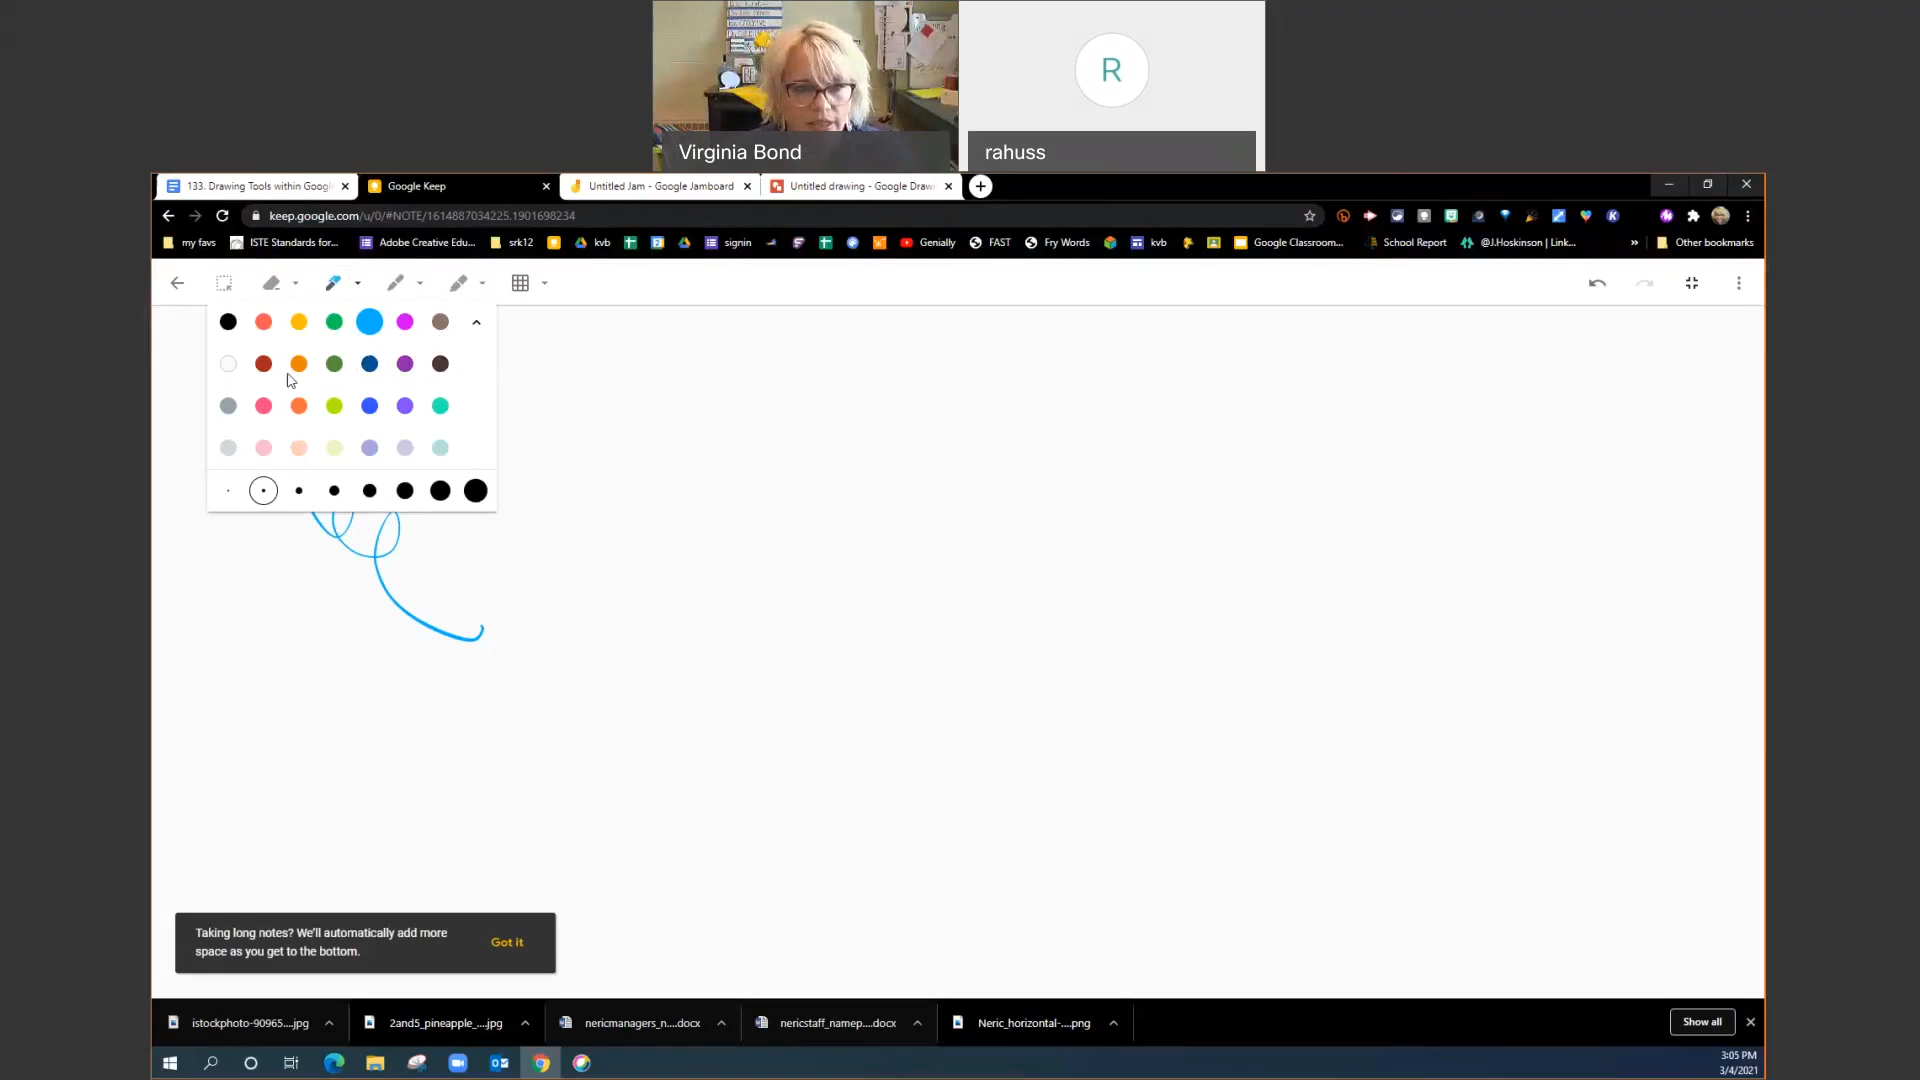 R
Virginia Bond
rahuss
133. Drawing Tools within Googl
Google Keep
Untitled Jam - Google Jamboard
Untitled drawing - Google Draw
keep.google.com/u/0/#NOTE/1614887034225.1901698234
my favs
ISTE Standards for...
Adobe Creative Edu...
srk12
kvb
signin
Genially
FAST
Fry Words
kvb
Google Classroom...
School Report
@J.Hoskinson | Link...
»
Other bookmarks
Taking long notes? We'll automatically add more
space as you get to the bottom.
Got it
istockphoto-90965....jpg
2and5_pineapple_....jpg
nericmanagers_n....docx
nericstaff_namep....docx
Neric_horizontal-....png
Show all
3:05 PM
3/4/2021